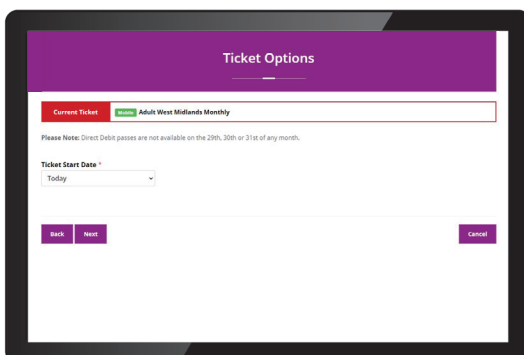 Ticket Options
Current Ticket Mobile Adult West Midlands Monthly
Please Note: Direct Debit passes are not available on the 29th, 30th or 31st of any month.
Ticket Start Date *
Today
Back Next Cancel